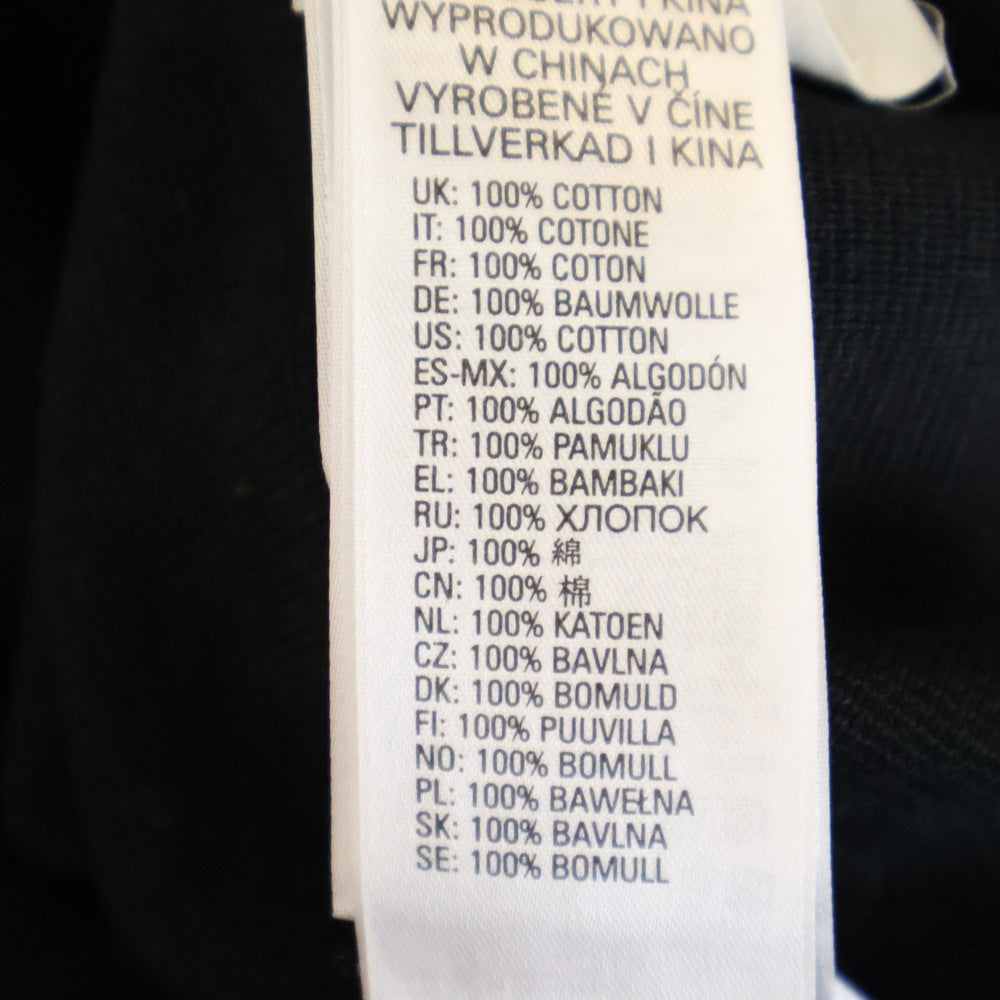 I KINA
WYPRODUKOWANO
W CHINACH
VYROBENÉ V ČÍNE
TILLVERKAD I KINA
UK: 100% COTTON
IT: 100% COTONE
FR: 100% COTON
DE: 100% BAUMWOLLE
US: 100% COTTON
ES-MX: 100% ALGODÓN
PT: 100% ALGODÃO
TR: 100% PAMUKLU
EL: 100% BAMBAKI
RU: 100% ХЛОПОК
JP: 100% 綿
CN: 100% 棉
NL: 100% KATOEN
CZ: 100% BAVLNA
DK: 100% BOMULD
FI: 100% PUUVILLA
NO: 100% BOMULL
PL: 100% BAWEŁNA
SK: 100% BAVLNA
SE: 100% BOMULL